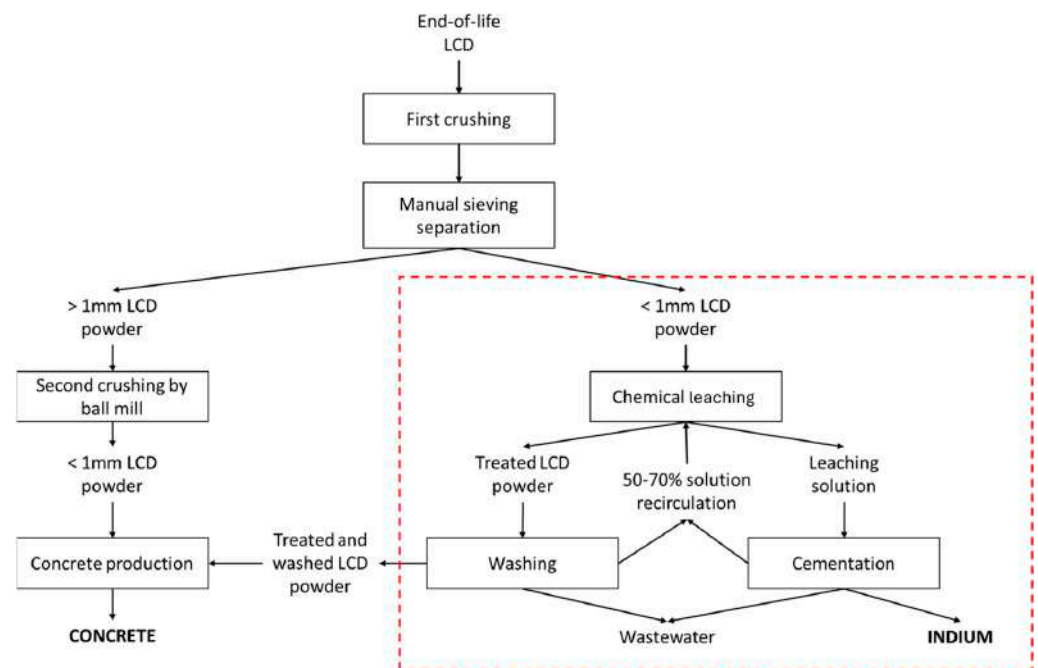 End-of-life
LCD
First crushing
Manual sieving
separation
> 1mm LCD
powder
< 1mm LCD
powder
Second crushing by
ball mill
Chemical leaching
< 1mm LCD
powder
Treated LCD
powder
50-70% solution
recirculation
Leaching
solution
Concrete production
Treated and
washed LCD
powder
Washing
Cementation
CONCRETE
Wastewater
INDIUM